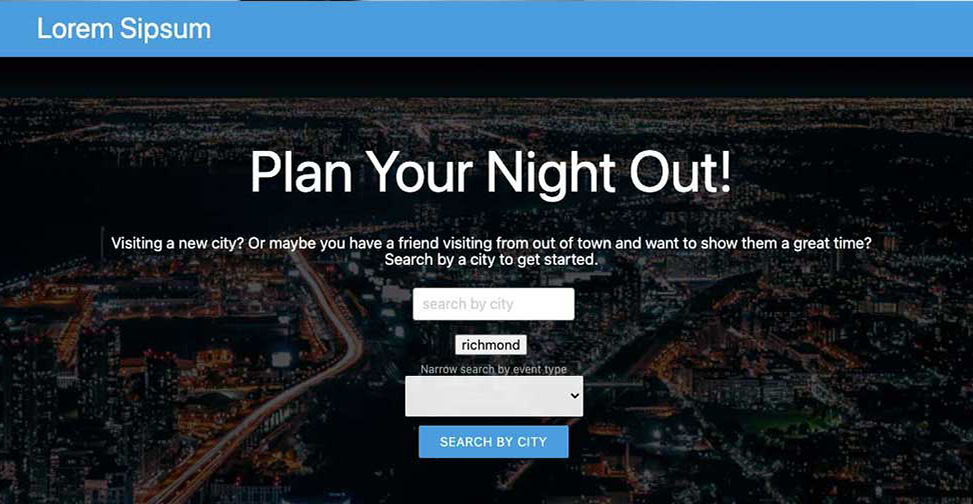 Lorem Sipsum
Plan Your Night Out!
Visiting a new city? Or maybe you have a friend visiting from out of town and want to show them a great time?
Search by a city to get started.
search by city
richmond
Narrow search by event type
SEARCH BY CITY